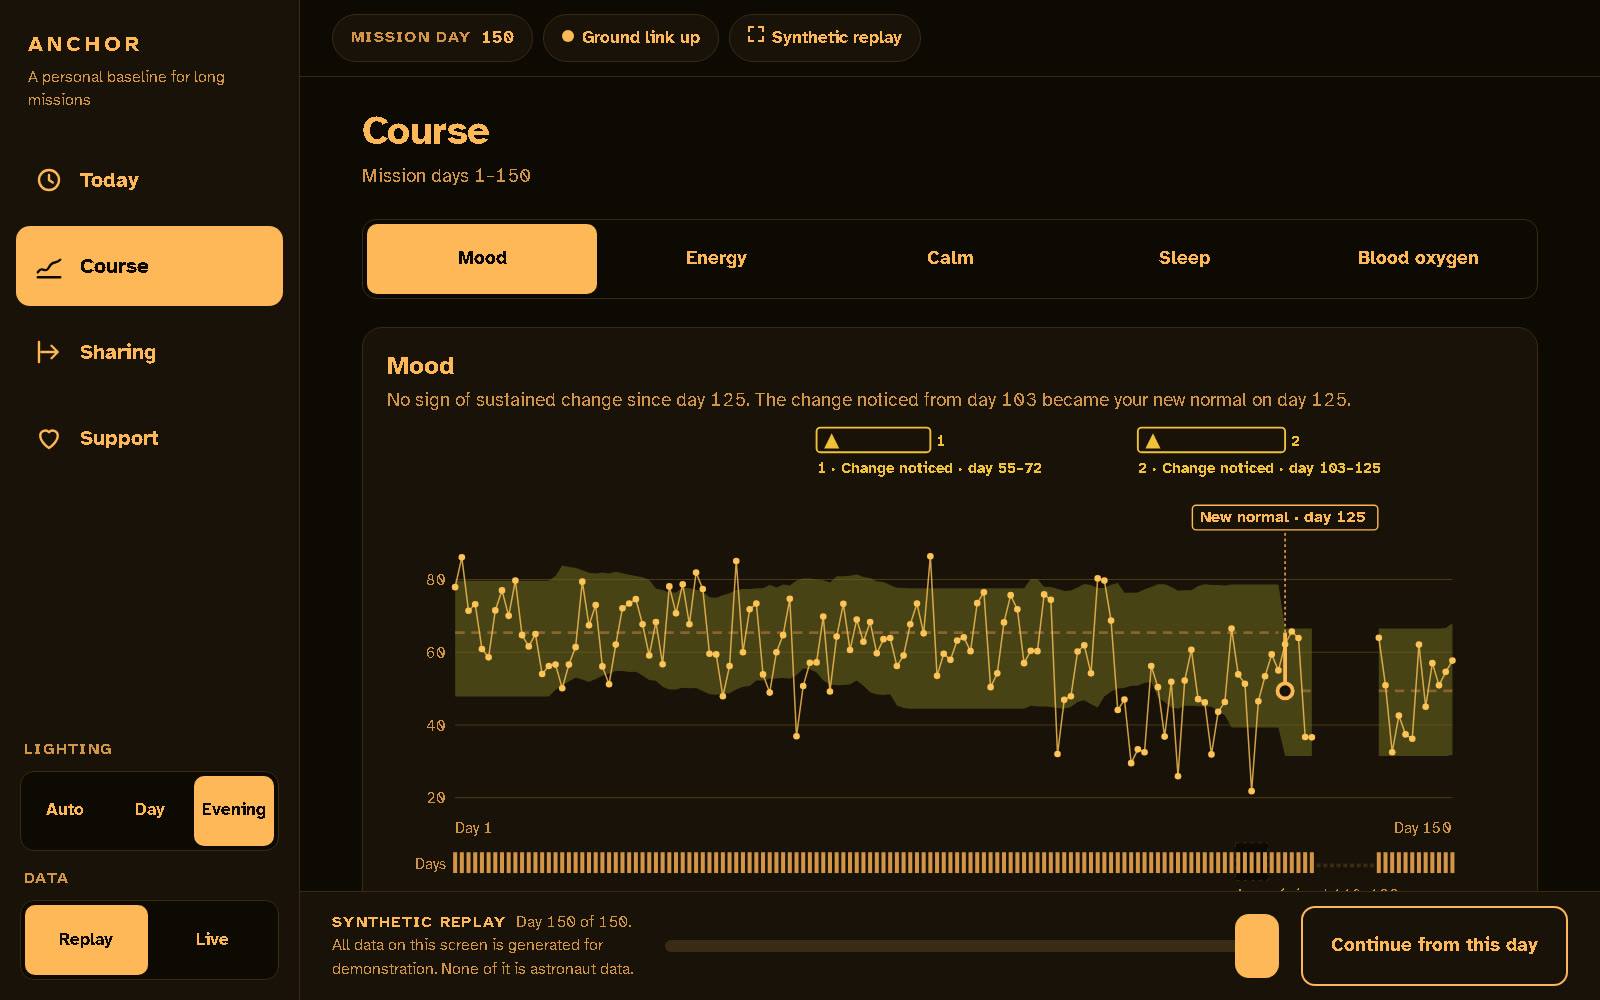 ANCHOR
A personal baseline for long
missions
Today
Course
Sharing
Support
LIGHTING
Auto
Day
Evening
DATA
Replay
Live
MISSION DAY 150
Ground link up
Synthetic replay
Course
Mission days 1–150
Mood
Energy
Calm
Sleep
Blood oxygen
Mood
No sign of sustained change since day 125. The change noticed from day 103 became your new normal on day 125.
1
2
1 · Change noticed · day 55–72
2 · Change noticed · day 103–125
New normal · day 125
80
60
40
20
Day 1
Day 150
Days
SYNTHETIC REPLAY Day 150 of 150.
All data on this screen is generated for
demonstration. None of it is astronaut data.
Continue from this day